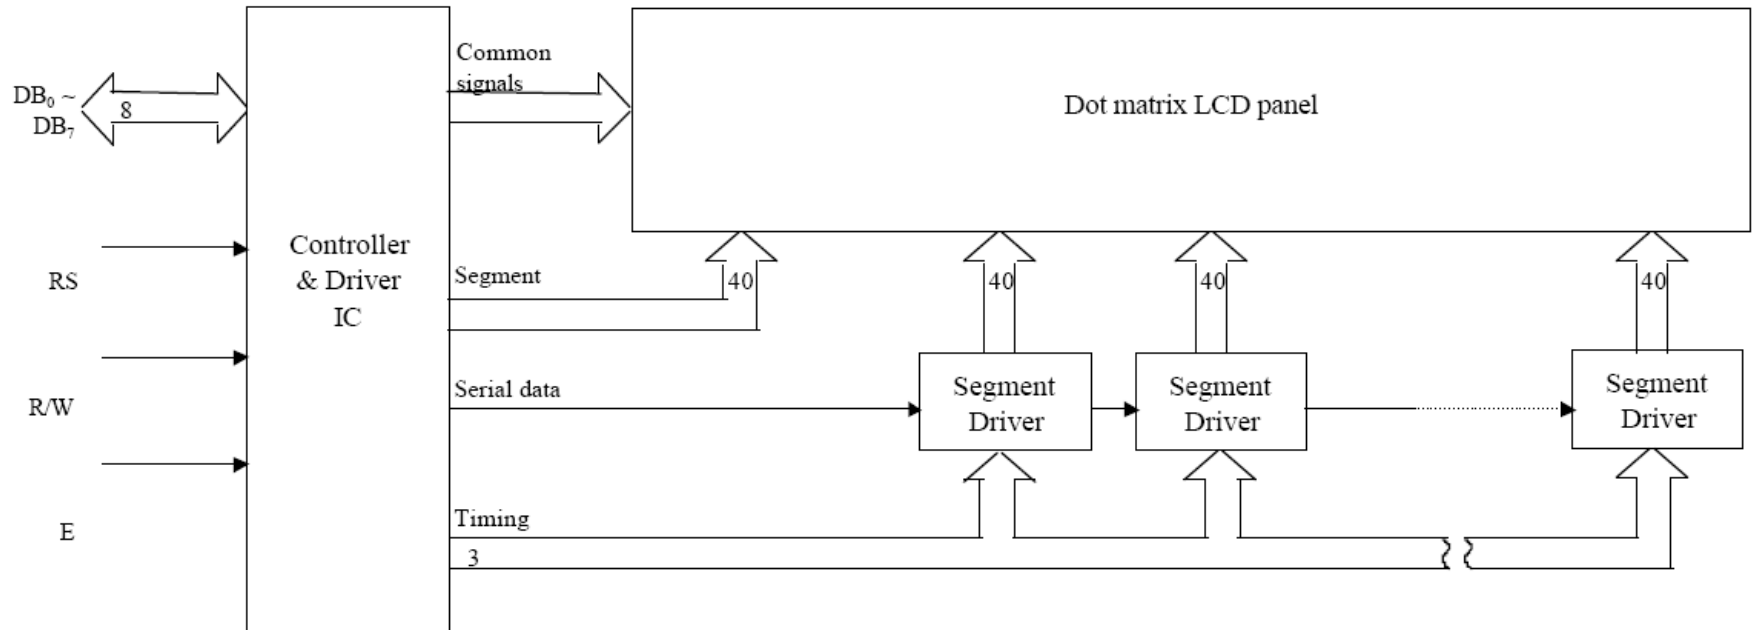 DB₀ ~
DB₇
8
RS
R/W
E
Controller
& Driver
IC
Common
signals
Segment
Serial data
Timing
3
Dot matrix LCD panel
40
40
40
40
Segment
Driver
Segment
Driver
Segment
Driver